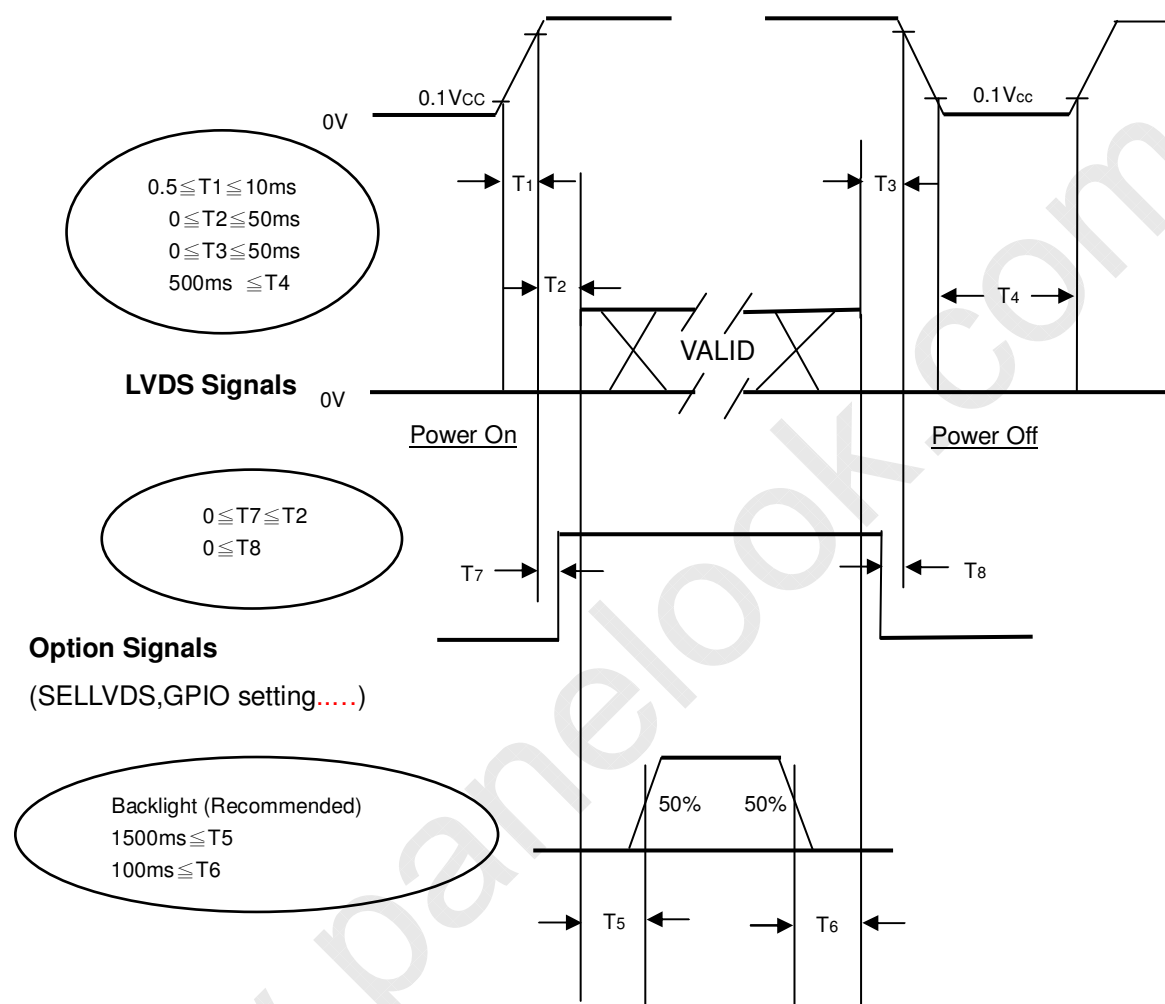 0.1Vcc
0.1Vcc
0V
0.5≦T1≦10ms
0≦T2≦50ms
0≦T3≦50ms
500ms ≦T4
T1
T3
T2
T4
VALID
LVDS Signals
0V
Power On
Power Off
0≦T7≦T2
0≦T8
T7
T8
Option Signals
(SELLVDS,GPIO setting.....)
Backlight (Recommended)
1500ms≦T5
100ms≦T6
50%
50%
T5
T6
panelook.com